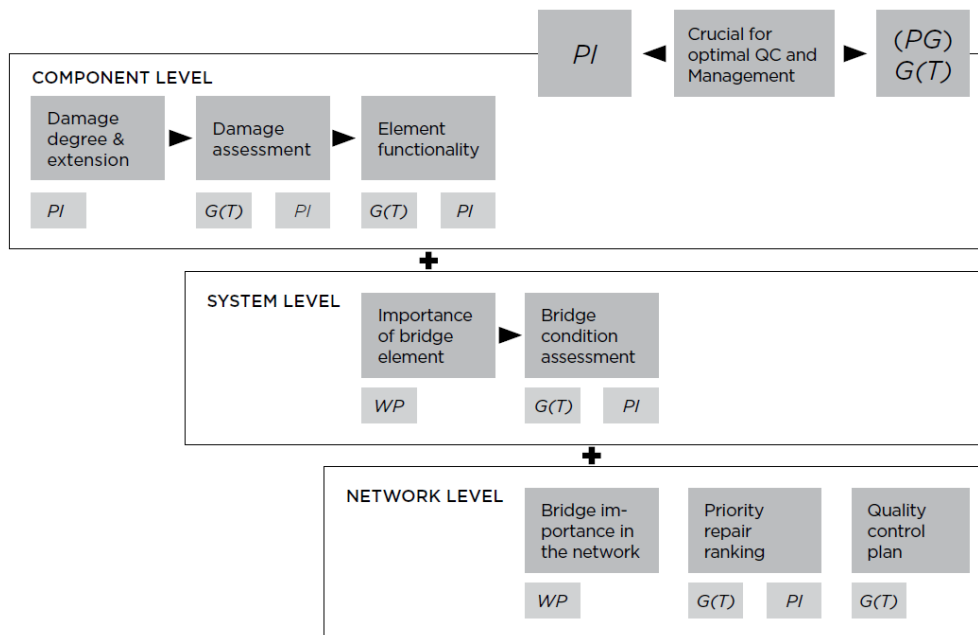 PI
Crucial for
optimal QC and
Management
(PG)
G(T)
COMPONENT LEVEL
Damage
degree &
extension
Damage
assessment
Element
functionality
PI
G(T)
PI
G(T)
PI
SYSTEM LEVEL
Importance
of bridge
element
Bridge
condition
assessment
WP
G(T)
PI
NETWORK LEVEL
Bridge im-
portance in
the network
Priority
repair
ranking
Quality
control
plan
WP
G(T)
PI
G(T)